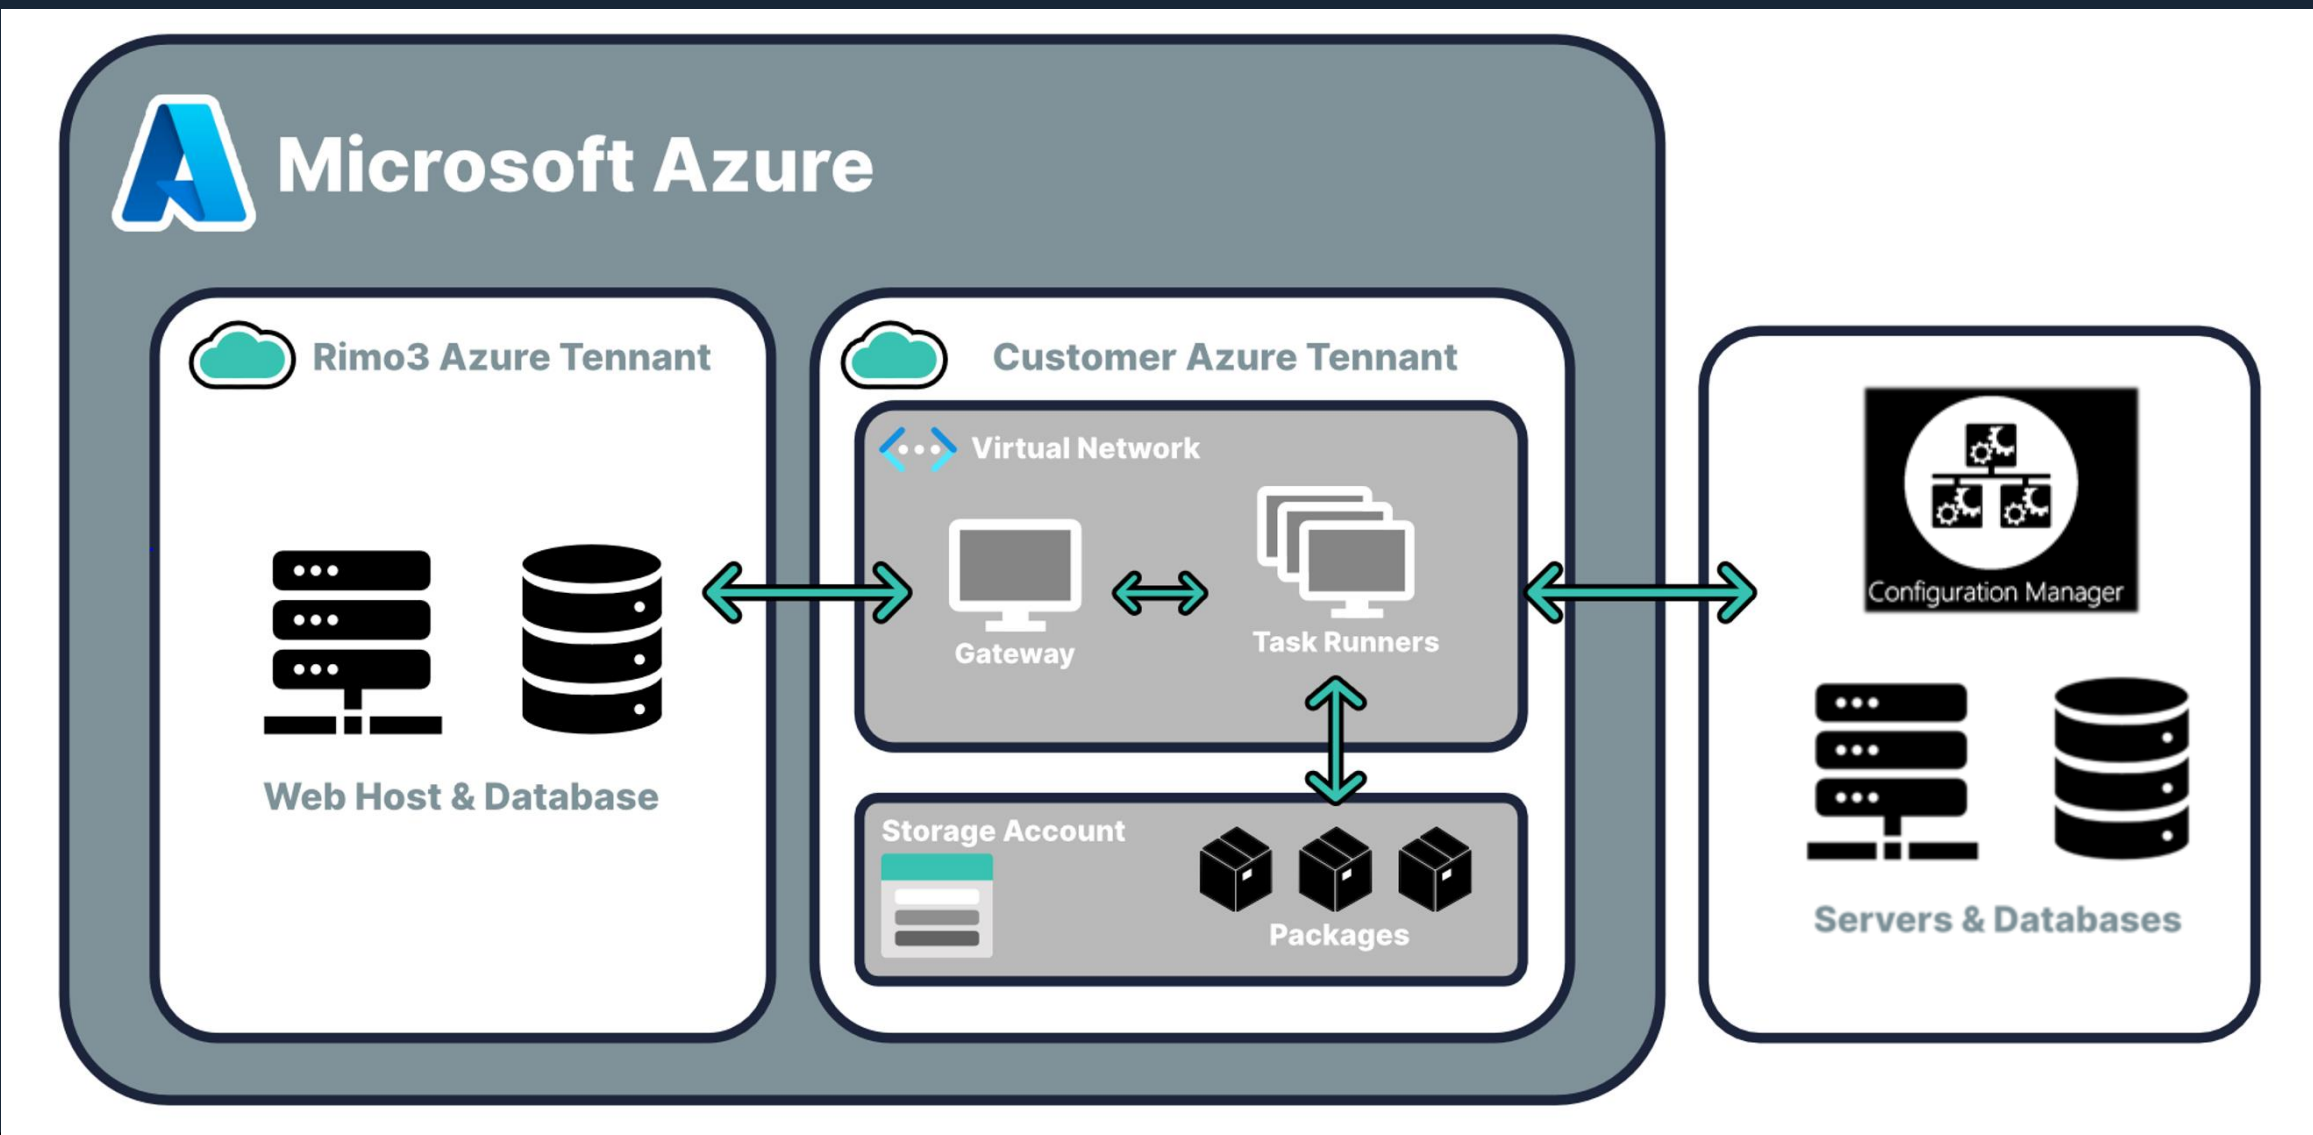 Microsoft Azure
Rimo3 Azure Tennant
Web Host & Database
Customer Azure Tennant
Virtual Network
Gateway
Task Runners
Storage Account
Packages
Configuration Manager
Servers & Databases